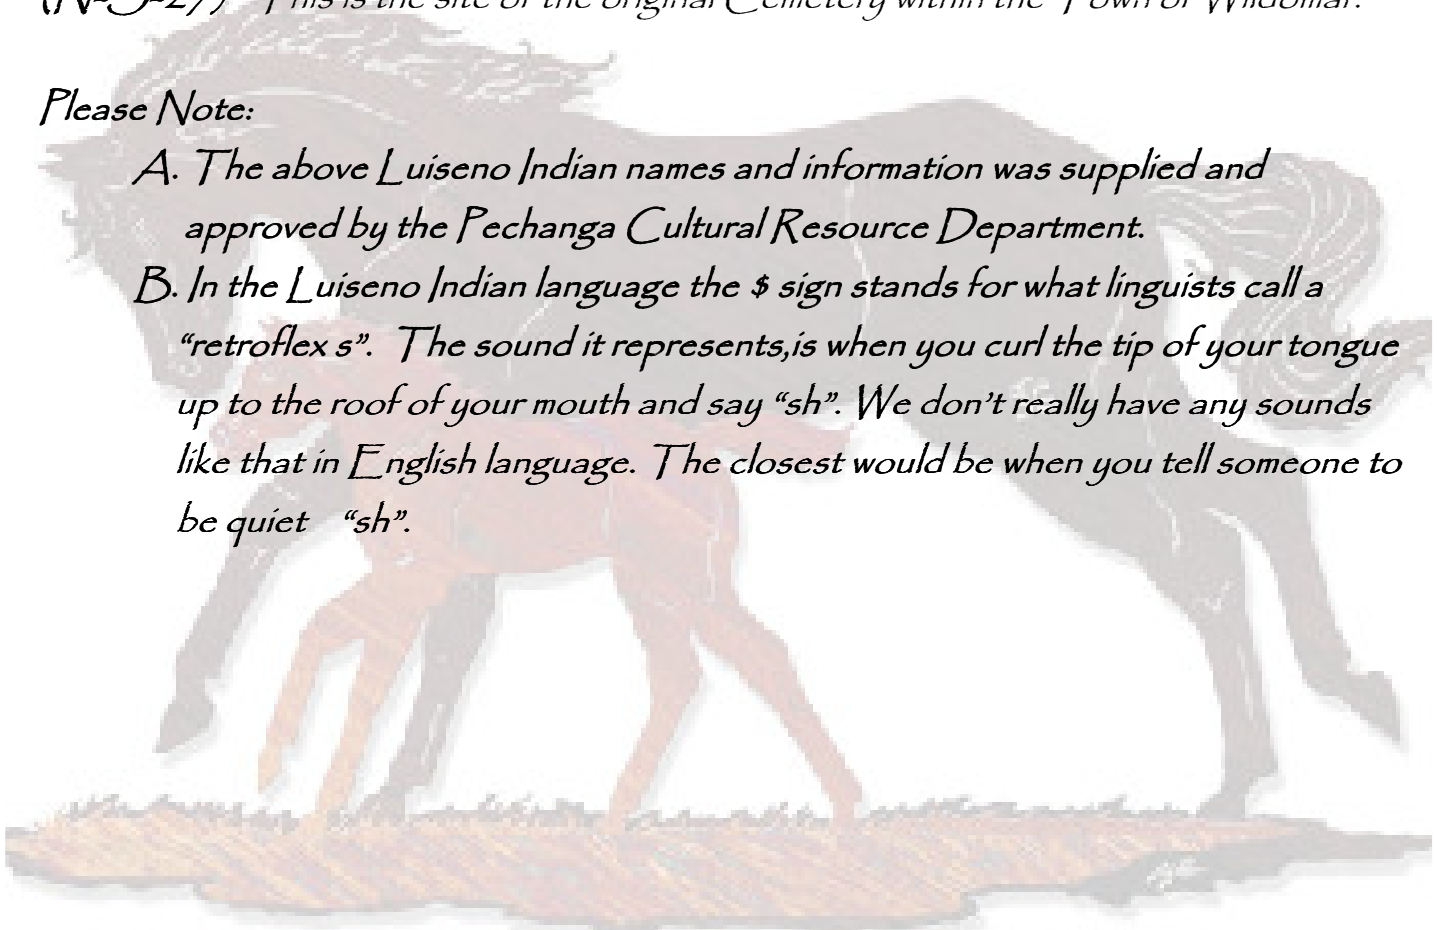 (N-S-27) This is the site of the original Cemetery within the Town of Wildomar.
Please Note:
A. The above Luiseno Indian names and information was supplied and
approved by the Pechanga Cultural Resource Department.
B. In the Luiseno Indian language the $ sign stands for what linguists call a
“retroflex s”. The sound it represents,is when you curl the tip of your tongue
up to the roof of your mouth and say “sh”. We don’t really have any sounds
like that in English language. The closest would be when you tell someone to
be quiet “sh”.